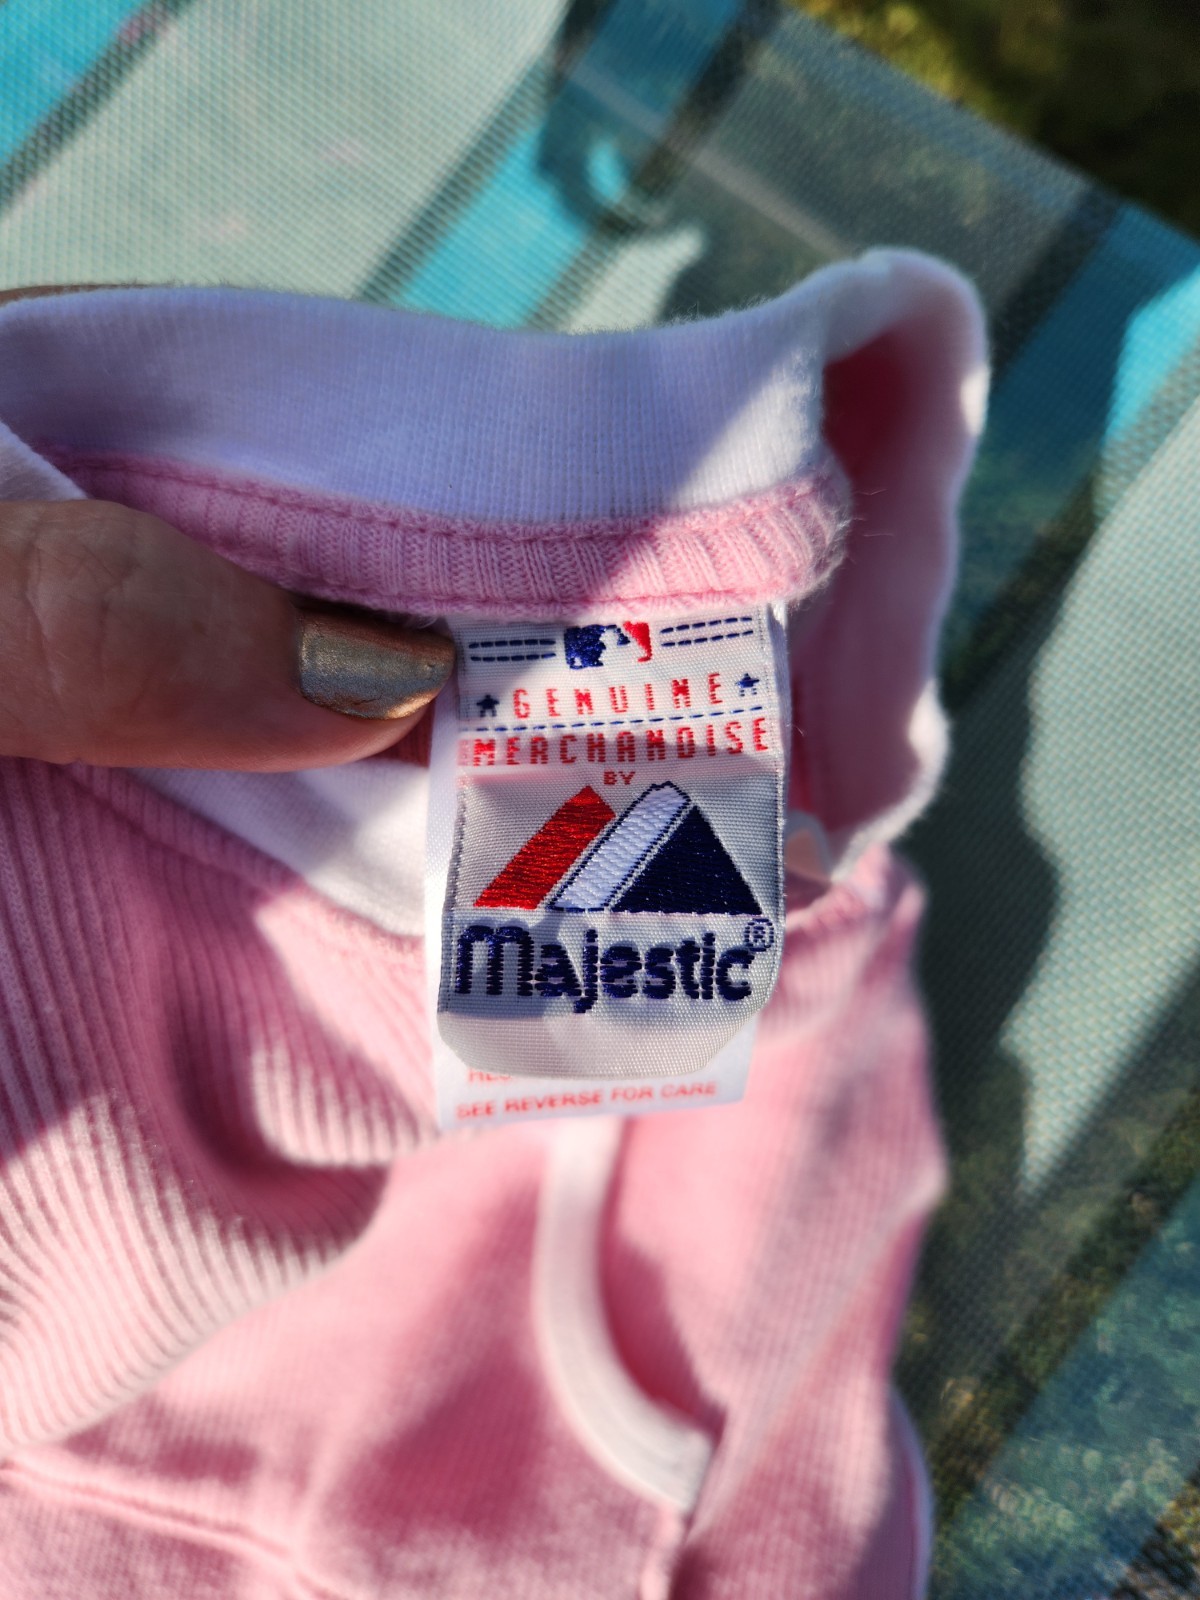 GENUINE
MERCHANDISE
BY
Majestic®
SEE REVERSE FOR CARE